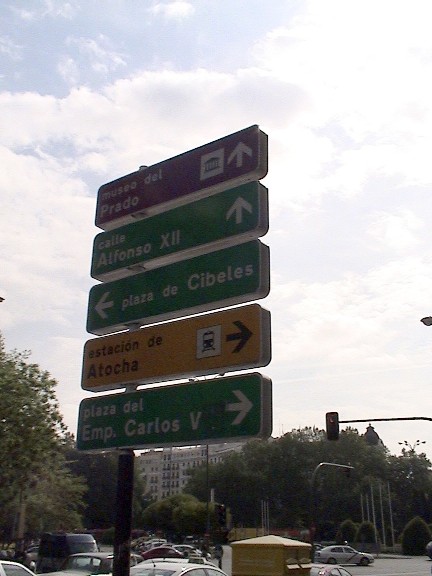 museo del
Prado
calle
Alfonso XII
plaza de Cibeles
estación de
Atocha
plaza del
Emp. Carlos V